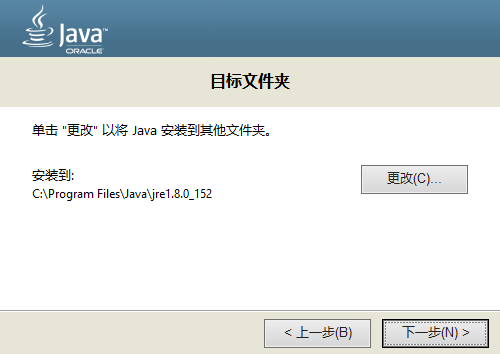 Java™
ORACLE
目标文件夹
单击 "更改" 以将 Java 安装到其他文件夹。
安装到:
C:\Program Files\Java\jre1.8.0_152
更改(C)...
< 上一步(B)
下一步(N) >